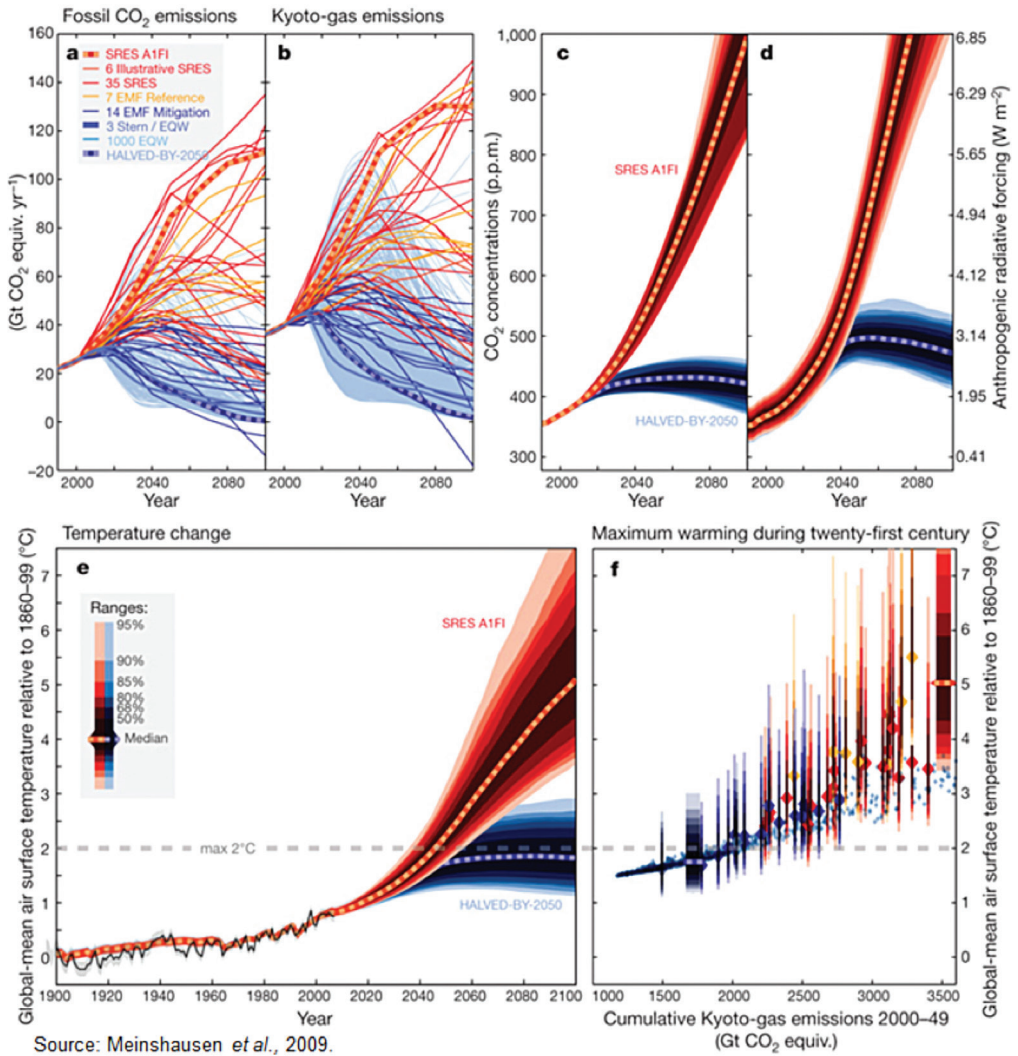 Fossil CO₂ emissions
Kyoto-gas emissions
160
140
120
100
80
60
40
20
0
−20
(Gt CO₂ equiv. yr⁻¹)
a
SRES A1FI
6 Illustrative SRES
35 SRES
7 EMF Reference
14 EMF Mitigation
3 Stern / EQW
1000 EQW
HALVED-BY-2050
b
2000 2040 2080
Year
2000 2040 2080
Year
1,000
900
800
700
600
500
400
300
CO₂ concentrations (p.p.m.)
c
SRES A1FI
HALVED-BY-2050
d
2000 2040 2080
Year
2000 2040 2080
Year
6.85
6.29
5.65
4.94
4.12
3.14
1.95
0.41
Anthropogenic radiative forcing (W m⁻²)
Temperature change
Global-mean air surface temperature relative to 1860–99 (°C)
7
6
5
4
3
2
1
0
e
Ranges:
95%
90%
85%
80%
68%
50%
Median
SRES A1FI
max 2°C
HALVED-BY-2050
1900 1920 1940 1960 1980 2000 2020 2040 2060 2080 2100
Year
Maximum warming during twenty-first century
f
7
6
5
4
3
2
1
0
Global-mean air surface temperature relative to 1860–99 (°C)
1000 1500 2000 2500 3000 3500
Cumulative Kyoto-gas emissions 2000–49
(Gt CO₂ equiv.)
Source: Meinshausen et al., 2009.